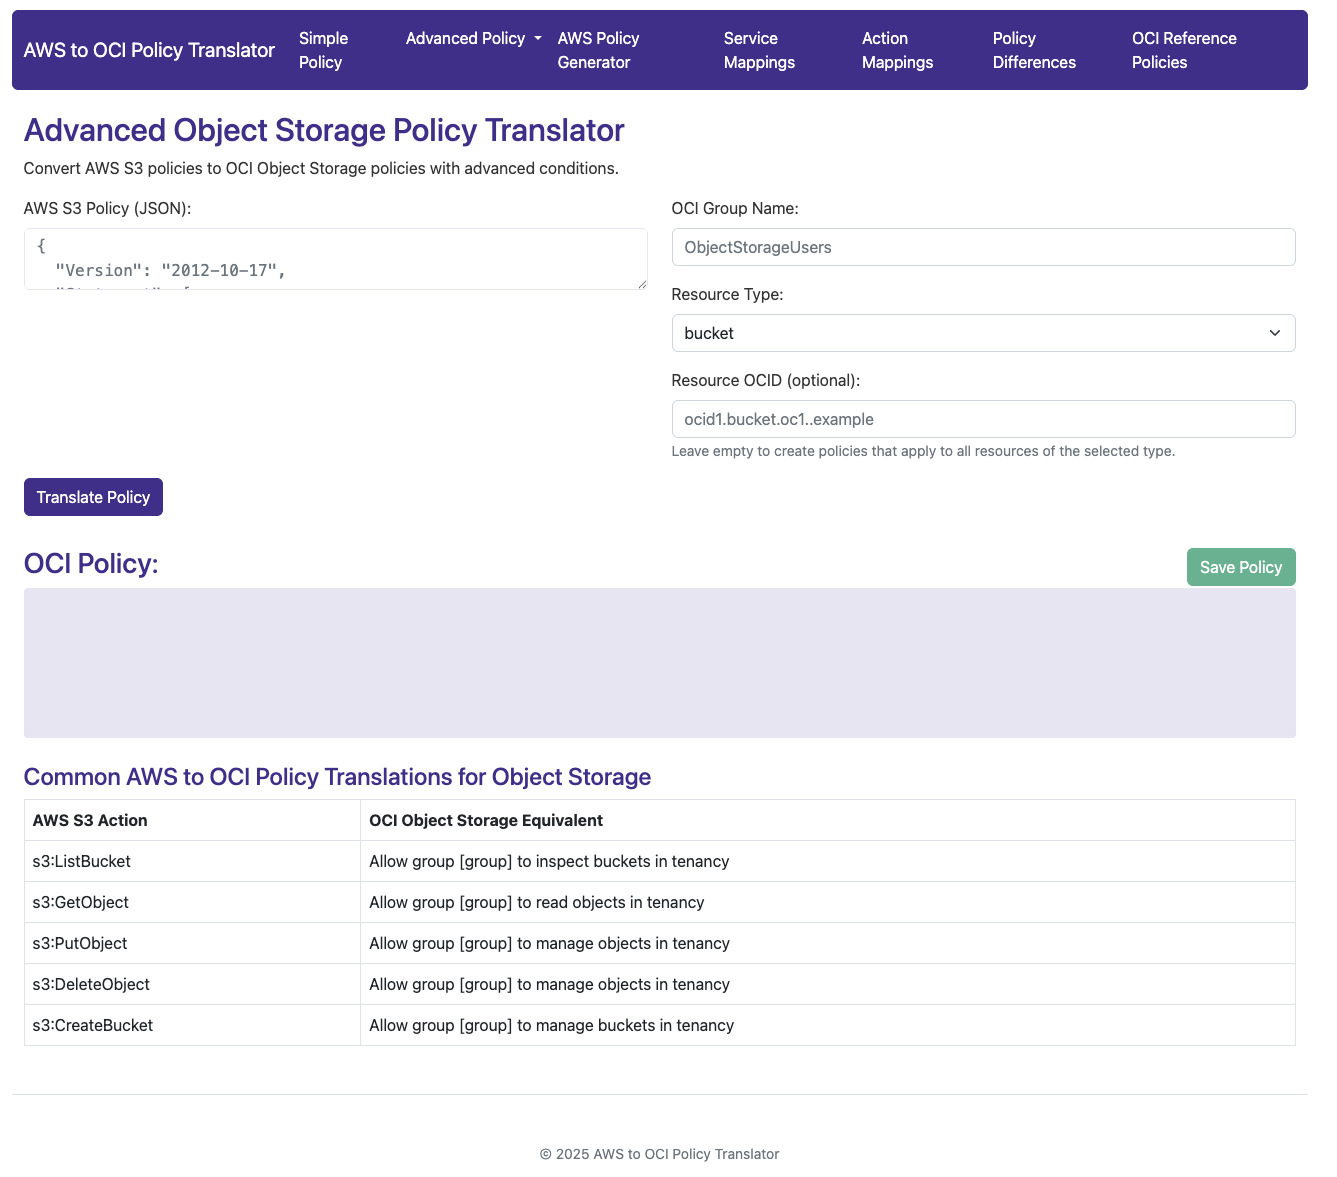 AWS to OCI Policy Translator
Simple
Policy
Advanced Policy
AWS Policy
Generator
Service
Mappings
Action
Mappings
Policy
Differences
OCI Reference
Policies
Advanced Object Storage Policy Translator
Convert AWS S3 policies to OCI Object Storage policies with advanced conditions.
AWS S3 Policy (JSON):
{
"Version": "2012-10-17",
OCI Group Name:
ObjectStorageUsers
Resource Type:
bucket
Resource OCID (optional):
ocid1.bucket.oc1..example
Leave empty to create policies that apply to all resources of the selected type.
Translate Policy
OCI Policy:
Save Policy
Common AWS to OCI Policy Translations for Object Storage
AWS S3 Action OCI Object Storage Equivalent
s3:ListBucket Allow group [group] to inspect buckets in tenancy
s3:GetObject Allow group [group] to read objects in tenancy
s3:PutObject Allow group [group] to manage objects in tenancy
s3:DeleteObject Allow group [group] to manage objects in tenancy
s3:CreateBucket Allow group [group] to manage buckets in tenancy
© 2025 AWS to OCI Policy Translator